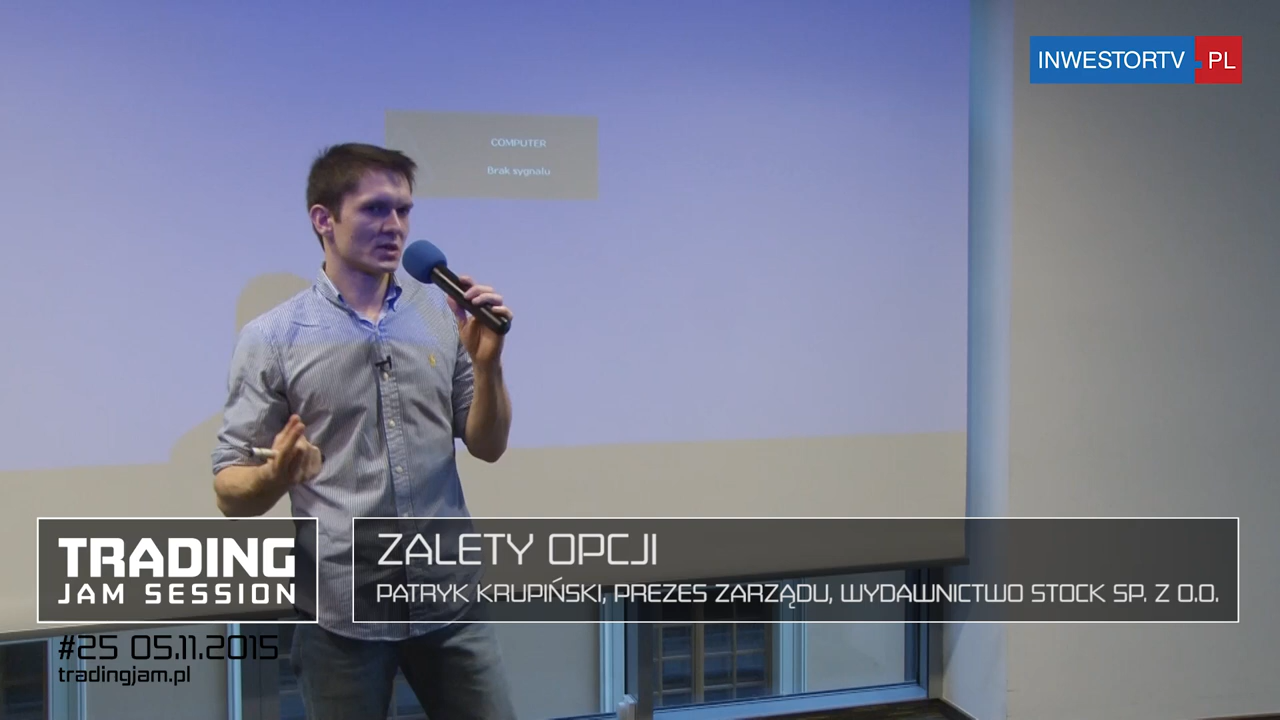 INWESTORTV.PL
COMPUTER
Brak sygnału
TRADING
JAM SESSION
ZALETY OPCJI
PATRYK KRUPIŃSKI, PREZES ZARZĄDU, WYDAWNICTWO STOCK SP. Z O.O.
#25 05.11.2015
tradingjam.pl